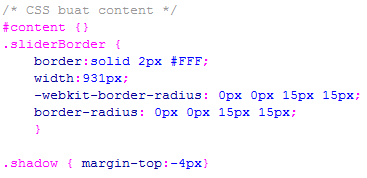 /* CSS buat content */
#content {}
.sliderBorder {
border:solid 2px #FFF;
width:931px;
-webkit-border-radius: 0px 0px 15px 15px;
border-radius: 0px 0px 15px 15px;
}
.shadow { margin-top:-4px}